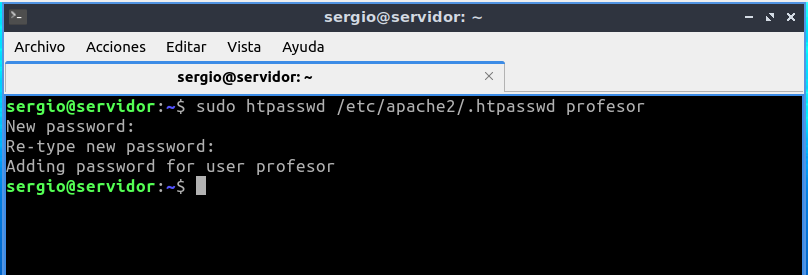 sergio@servidor: ~
Archivo Acciones Editar Vista Ayuda
sergio@servidor: ~
sergio@servidor:~$ sudo htpasswd /etc/apache2/.htpasswd profesor
New password:
Re-type new password:
Adding password for user profesor
sergio@servidor:~$